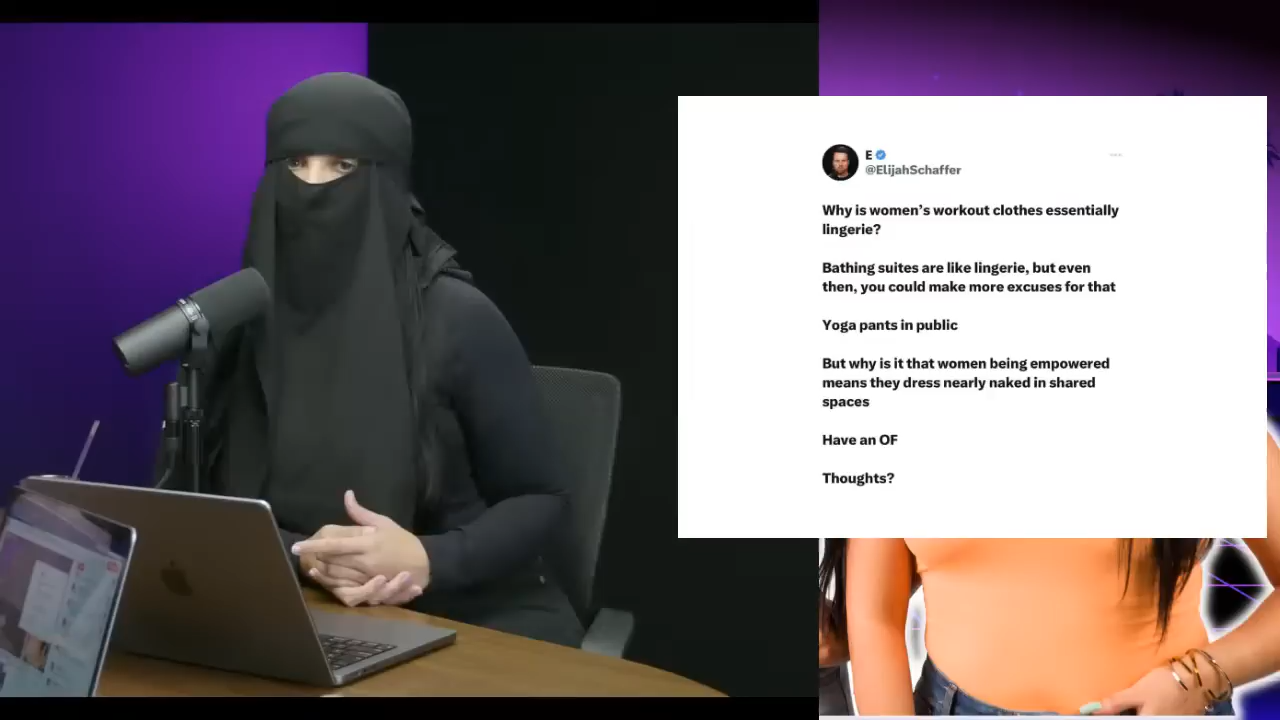 E
@ElijahSchaffer
Why is women’s workout clothes essentially
lingerie?
Bathing suites are like lingerie, but even
then, you could make more excuses for that
Yoga pants in public
But why is it that women being empowered
means they dress nearly naked in shared
spaces
Have an OF
Thoughts?